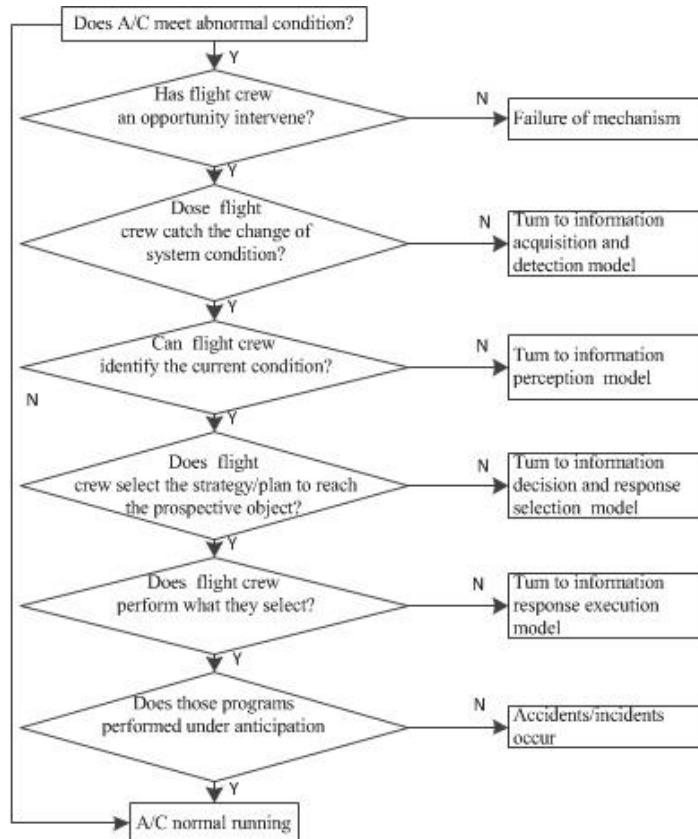 Does A/C meet abnormal condition?
Y
Has flight crew
an opportunity intervene?
N
Failure of mechanism
Y
Dose flight
crew catch the change of
system condition?
N
Tum to information
acquisition and
detection model
Y
Can flight crew
identify the current condition?
N
Tum to information
perception model
N
Y
Does flight
crew select the strategy/plan to reach
the prospective object?
N
Tum to information
decision and response
selection model
Y
Does flight crew
perform what they select?
N
Tum to information
response execution
model
Y
Does those programs
performed under anticipation
N
Accidents/incidents
occur
Y
A/C normal running